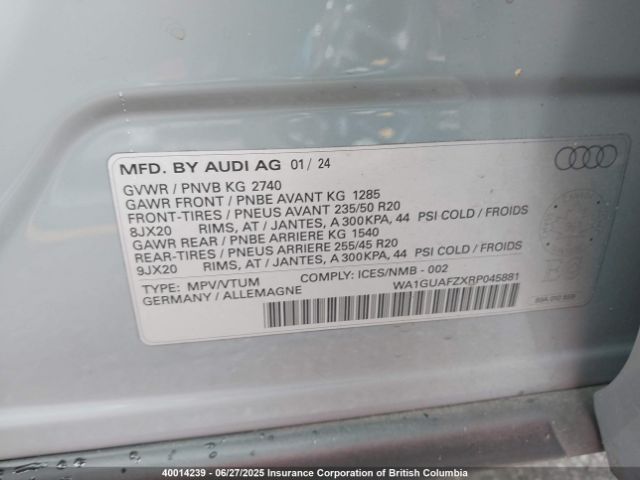 MFD. BY AUDI AG 01/ 24
GVWR / PNVB KG 2740
GAWR FRONT / PNBE AVANT KG 1285
FRONT-TIRES / PNEUS AVANT 235/50 R20
8JX20 RIMS, AT / JANTES, A 300KPA, 44 PSI COLD / FROIDS
GAWR REAR / PNBE ARRIERE KG 1540
REAR-TIRES / PNEUS ARRIERE 255/45 R20
9JX20 RIMS, AT / JANTES, A 300KPA, 44 PSI COLD / FROIDS
TYPE: MPV/VTUM COMPLY: ICES/NMB - 002
GERMANY / ALLEMAGNE WA1GUAFZXRP045881
40014239 - 06/27/2025 Insurance Corporation of British Columbia